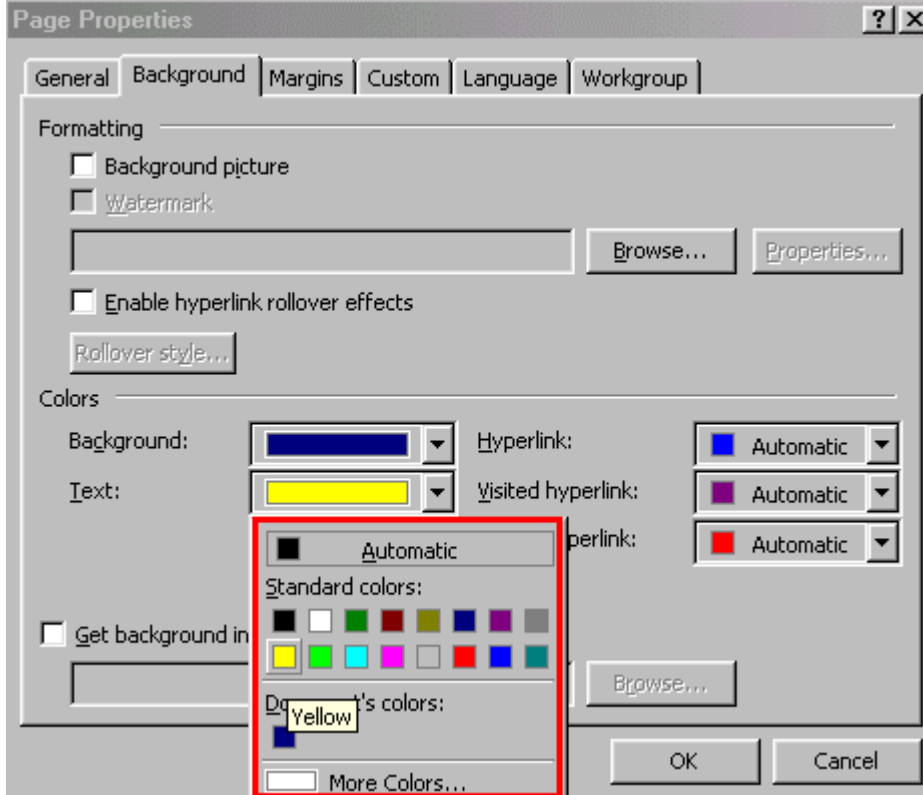 Page Properties
General Background Margins Custom Language Workgroup
Formatting
Background picture
Watermark
Browse... Properties...
Enable hyperlink rollover effects
Rollover style...
Colors
Background: Hyperlink: Automatic
Text: Visited hyperlink: Automatic
perlink: Automatic
Automatic
Standard colors:
Get background in
Browse...
't's colors:
Yellow
More Colors...
OK Cancel